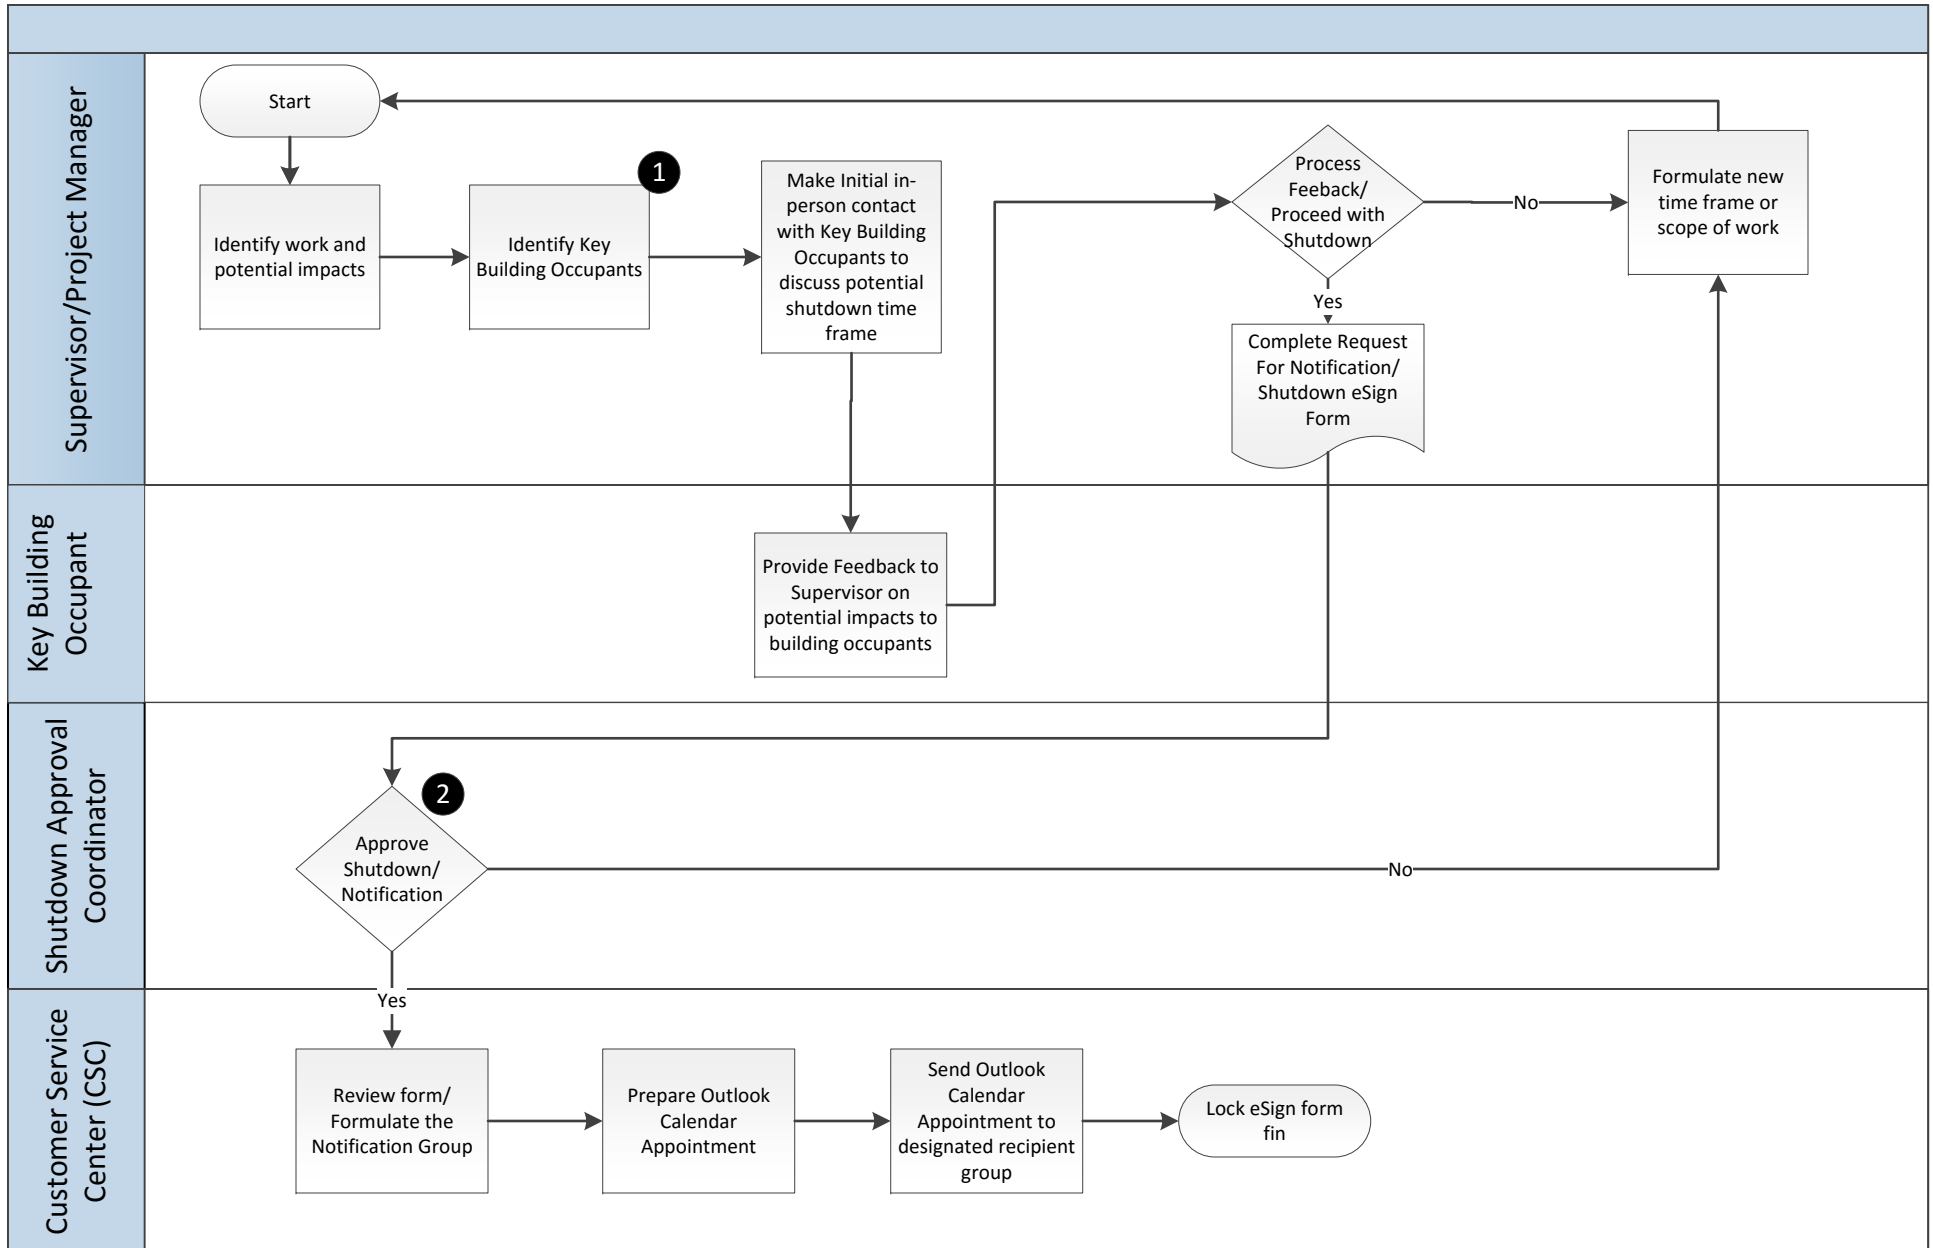 Supervisor/Project Manager
Start
Identify work and
potential impacts
1
Identify Key
Building Occupants
Make Initial in-
person contact
with Key Building
Occupants to
discuss potential
shutdown time
frame
Process
Feeback/
Proceed with
Shutdown
No
Formulate new
time frame or
scope of work
Yes
Complete Request
For Notification/
Shutdown eSign
Form
Key Building
Occupant
Provide Feedback to
Supervisor on
potential impacts to
building occupants
Shutdown Approval
Coordinator
2
Approve
Shutdown/
Notification
No
Yes
Customer Service
Center (CSC)
Review form/
Formulate the
Notification Group
Prepare Outlook
Calendar
Appointment
Send Outlook
Calendar
Appointment to
designated recipient
group
Lock eSign form
fin